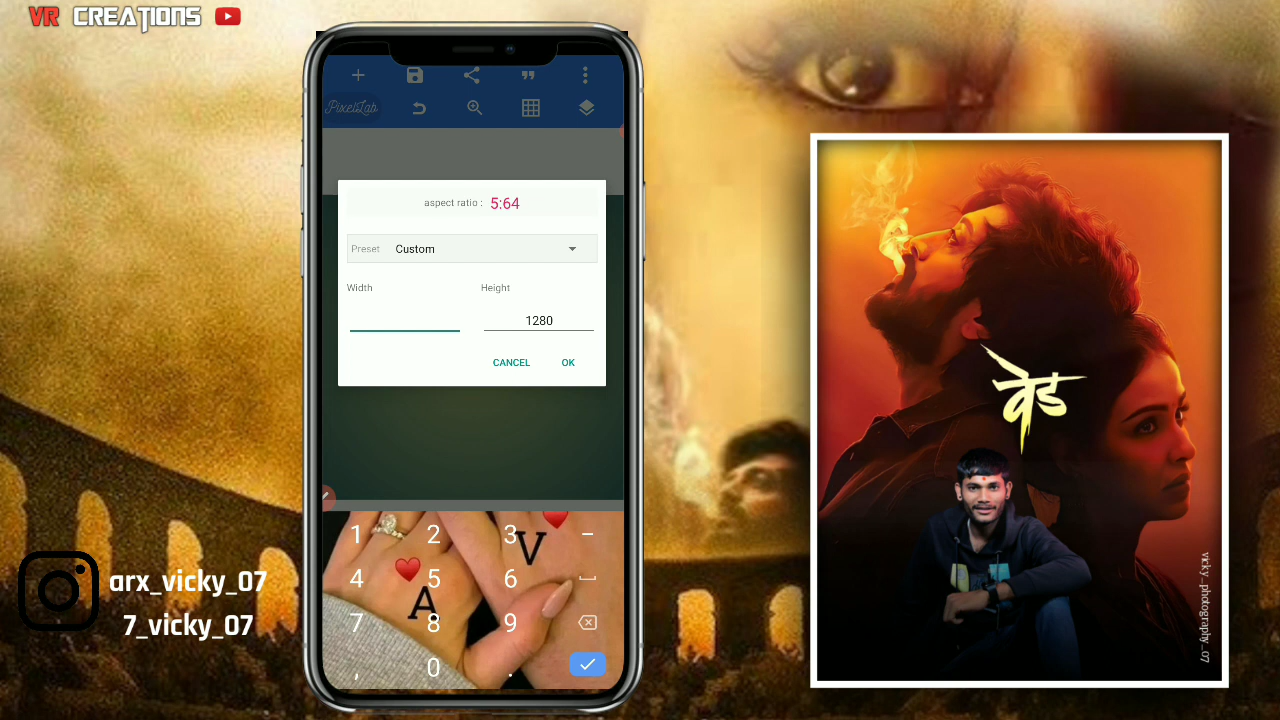 VR CREATIONS
PixelLab
aspect ratio : 5:64
Preset Custom
Width Height
1280
CANCEL OK
1 2 3 –
V
4 5 6
A
7 8 9
, 0 .
वेड
vicky_photography_07
arx_vicky_07
7_vicky_07